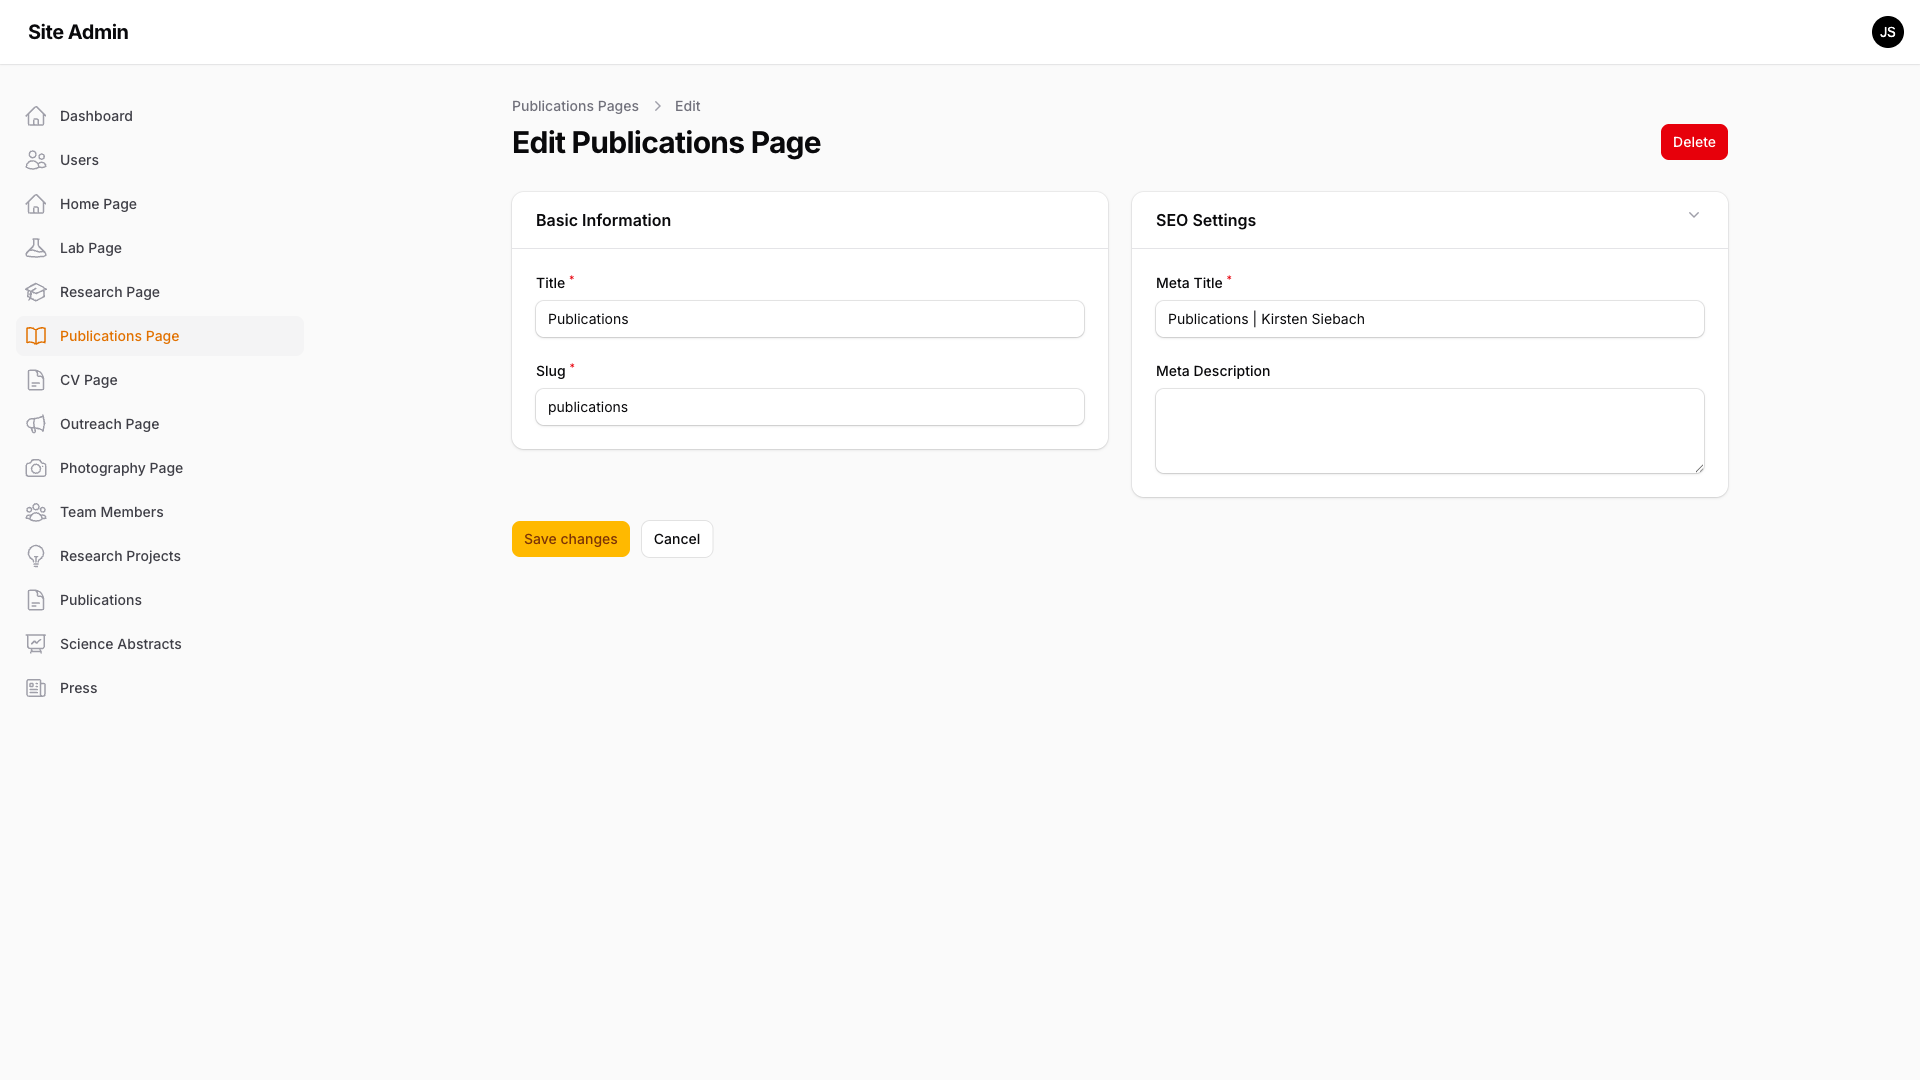 Site Admin
JS
Dashboard
Users
Home Page
Lab Page
Research Page
Publications Page
CV Page
Outreach Page
Photography Page
Team Members
Research Projects
Publications
Science Abstracts
Press
Publications Pages > Edit
Edit Publications Page
Delete
Basic Information
Title *
Publications
Slug *
publications
SEO Settings
Meta Title *
Publications | Kirsten Siebach
Meta Description
Save changes
Cancel